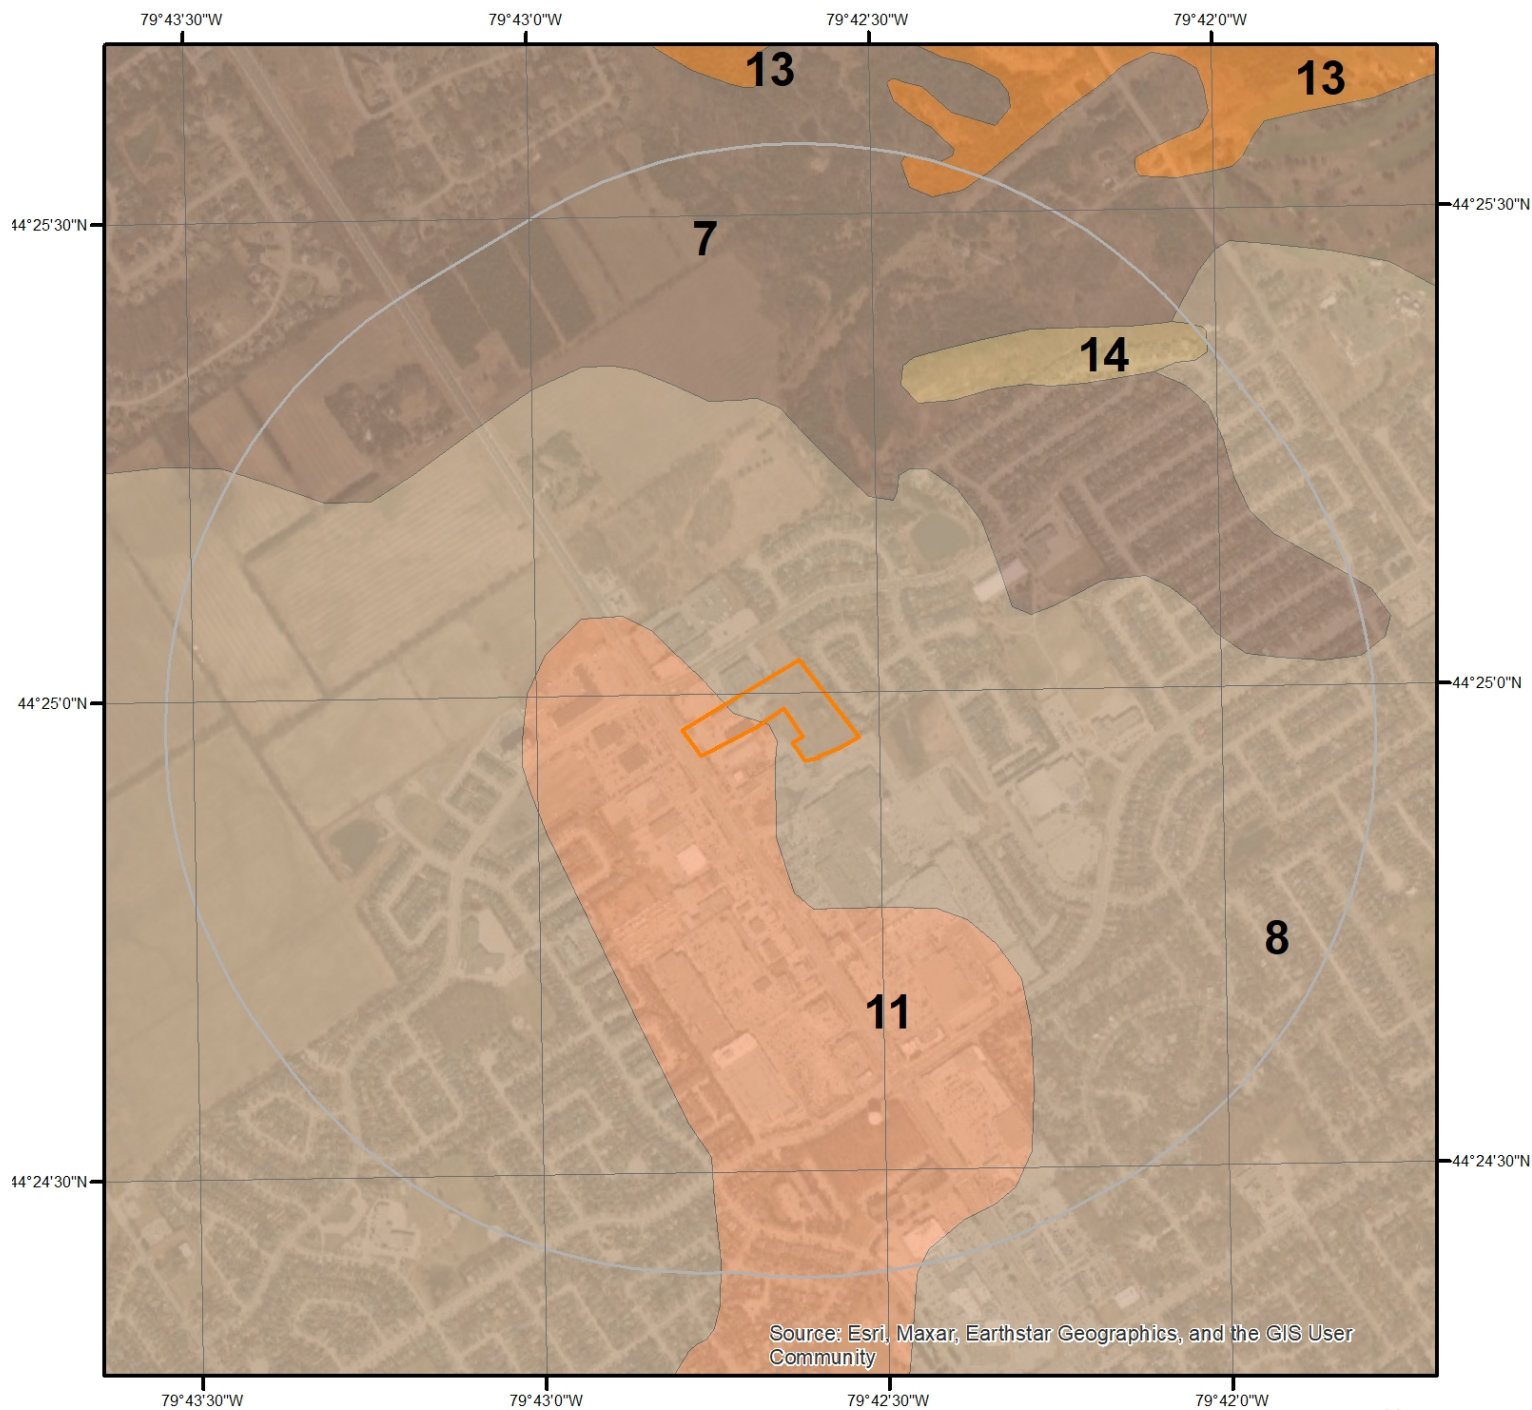 79°43'30"W 79°43'0"W 79°42'30"W 79°42'0"W
13
13
44°25'30"N
44°25'30"N
7
14
44°25'0"N
44°25'0"N
8
11
44°24'30"N
44°24'30"N
Source: Esri, Maxar, Earthstar Geographics, and the GIS User
Community
79°43'30"W 79°43'0"W 79°42'30"W 79°42'0"W